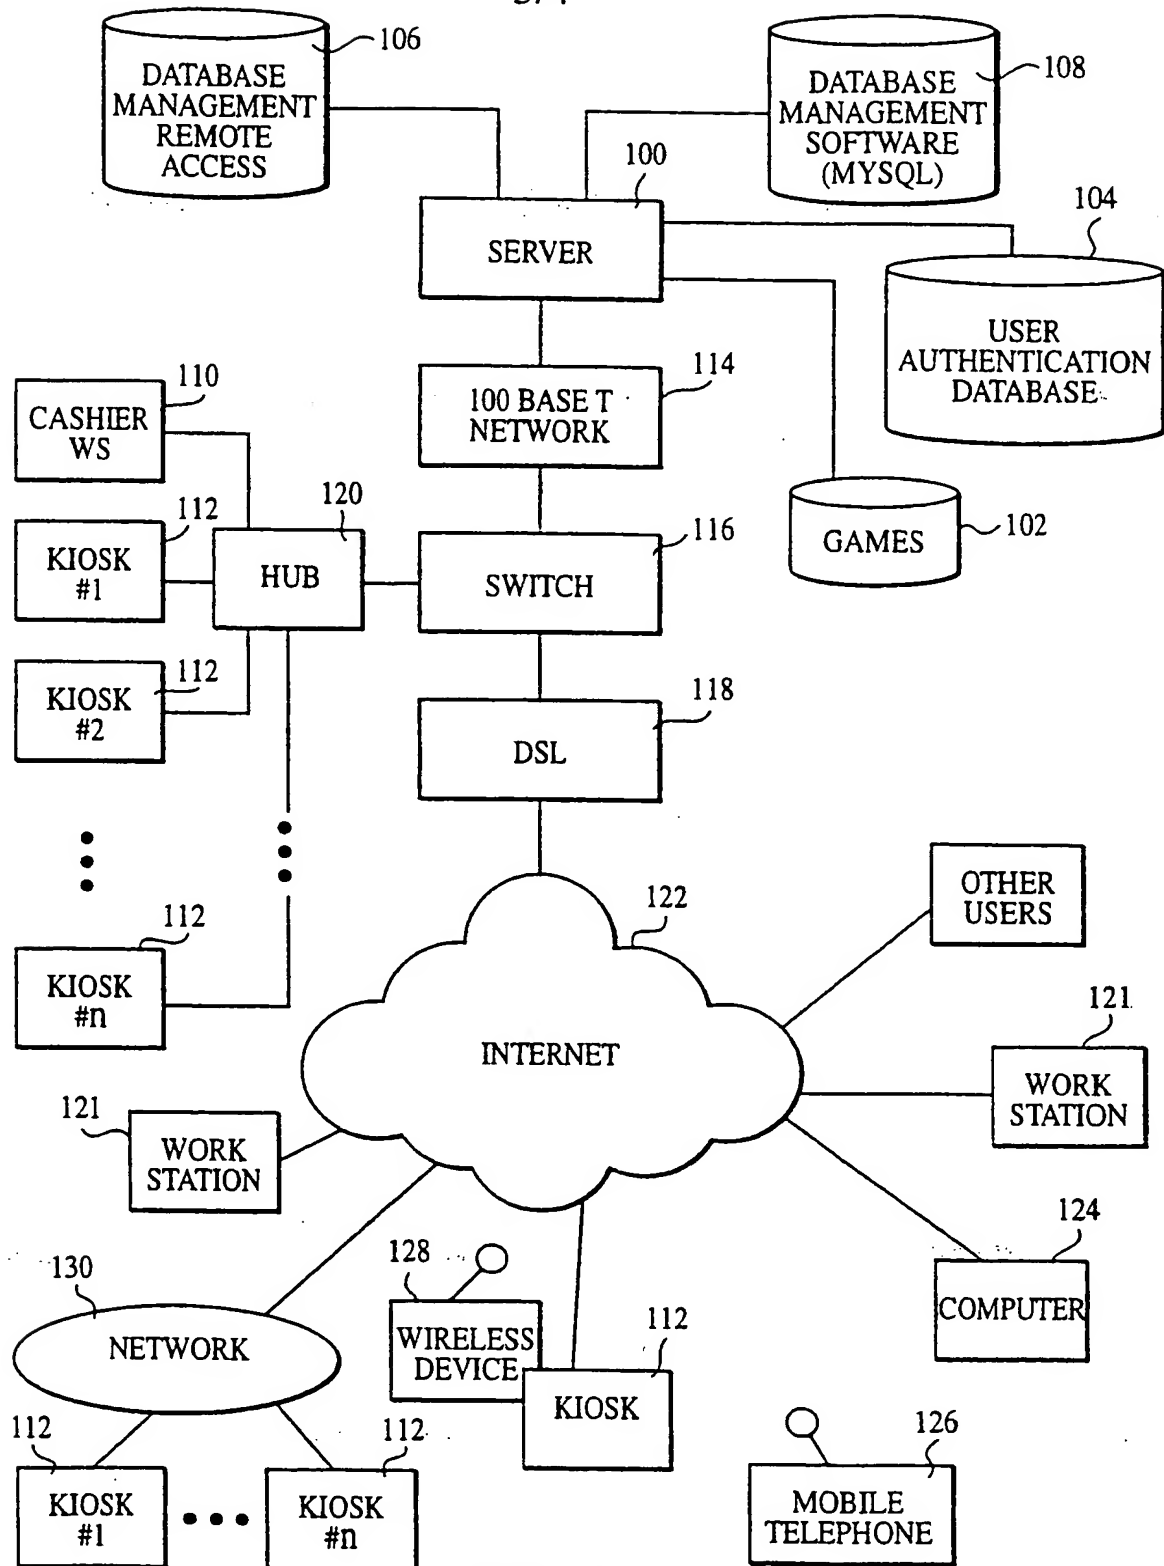 106
DATABASE
MANAGEMENT
REMOTE
ACCESS
DATABASE
MANAGEMENT
SOFTWARE
(MYSQL)
108
100
SERVER
104
USER
AUTHENTICATION
DATABASE
110
CASHIER
WS
100 BASE T
NETWORK
114
112
KIOSK
#1
120
HUB
116
SWITCH
GAMES
102
112
KIOSK
#2
118
DSL
112
KIOSK
#n
122
INTERNET
OTHER
USERS
121
WORK
STATION
121
WORK
STATION
124
COMPUTER
130
NETWORK
128
WIRELESS
DEVICE
112
KIOSK
112
KIOSK
#1
112
KIOSK
#n
126
MOBILE
TELEPHONE